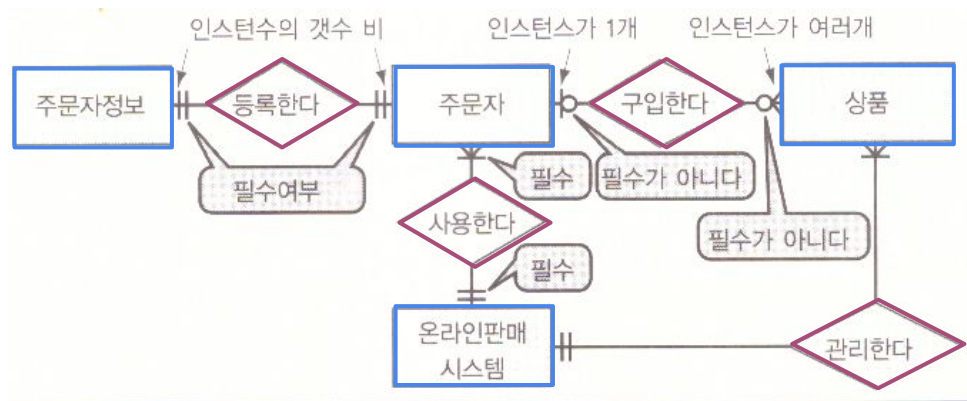 인스턴수의 갯수 비
인스턴스가 1개
인스턴스가 여러개
주문자정보
등록한다
주문자
구입한다
상품
필수여부
필수
필수가 아니다
사용한다
필수가 아니다
필수
온라인판매
시스템
관리한다